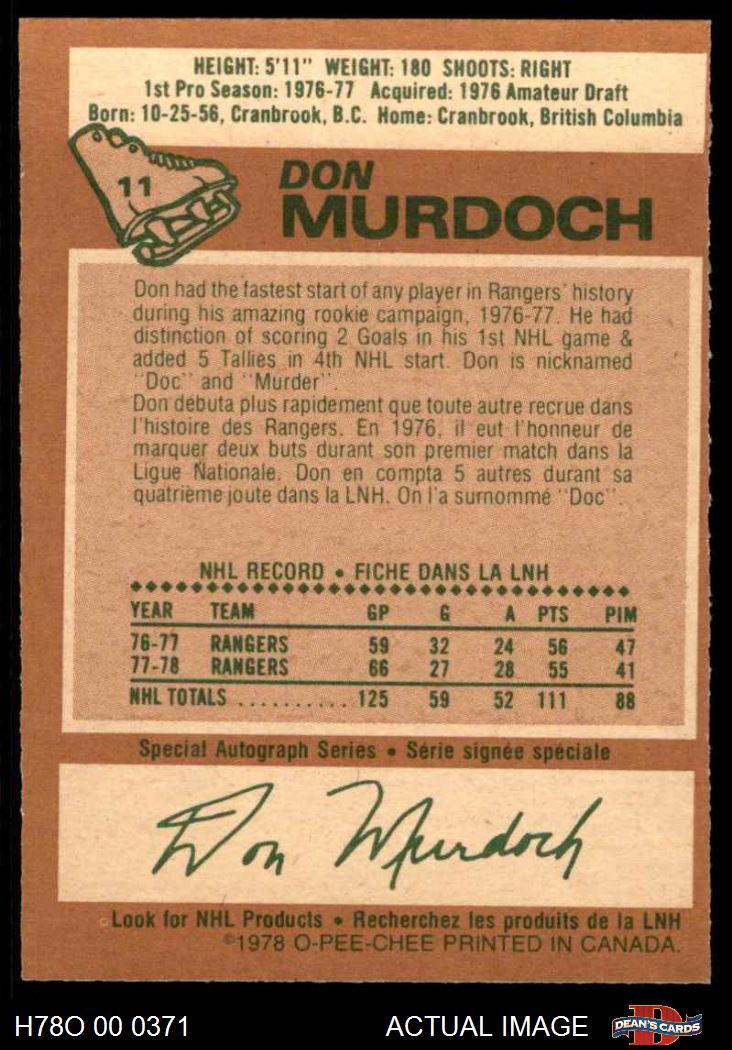 HEIGHT: 5'11" WEIGHT: 180 SHOOTS: RIGHT
1st Pro Season: 1976-77 Acquired: 1976 Amateur Draft
Born: 10-25-56, Cranbrook, B.C. Home: Cranbrook, British Columbia
11
DON
MURDOCH
Don had the fastest start of any player in Rangers' history
during his amazing rookie campaign, 1976-77. He had
distinction of scoring 2 Goals in his 1st NHL game &
added 5 Tallies in 4th NHL start. Don is nicknamed
"Doc" and "Murder".
Don débuta plus rapidement que toute autre recrue dans
l'histoire des Rangers. En 1976, il eut l'honneur de
marquer deux buts durant son premier match dans la
Ligue Nationale. Don en compta 5 autres durant sa
quatrième joute dans la LNH. On l'a surnommé "Doc".
NHL RECORD • FICHE DANS LA LNH
YEAR TEAM GP G A PTS PIM
76-77 RANGERS 59 32 24 56 47
77-78 RANGERS 66 27 28 55 41
NHL TOTALS .......... 125 59 52 111 88
Special Autograph Series • Série signée spéciale
Don Murdoch
Look for NHL Products • Recherchez les produits de la LNH
©1978 O-PEE-CHEE PRINTED IN CANADA.
H78O 00 0371 ACTUAL IMAGE DEAN'S CARDS